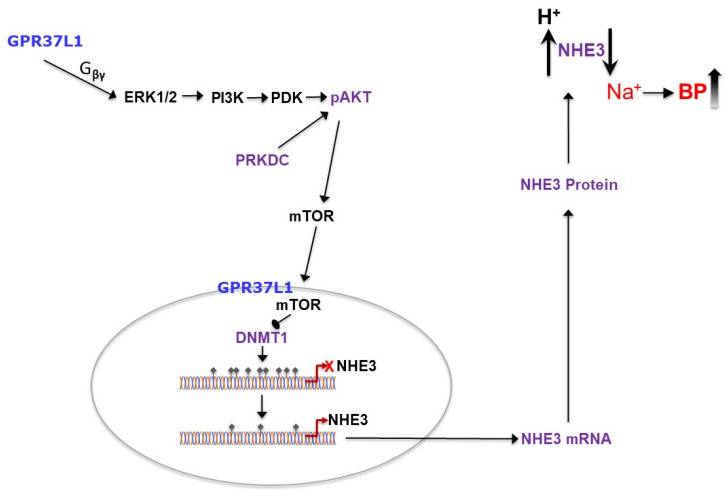 GPR37L1
Gβγ
ERK1/2
PI3K
PDK
pAKT
PRKDC
mTOR
GPR37L1
mTOR
DNMT1
X NHE3
NHE3
NHE3 mRNA
NHE3 Protein
H+
NHE3
Na+
BP